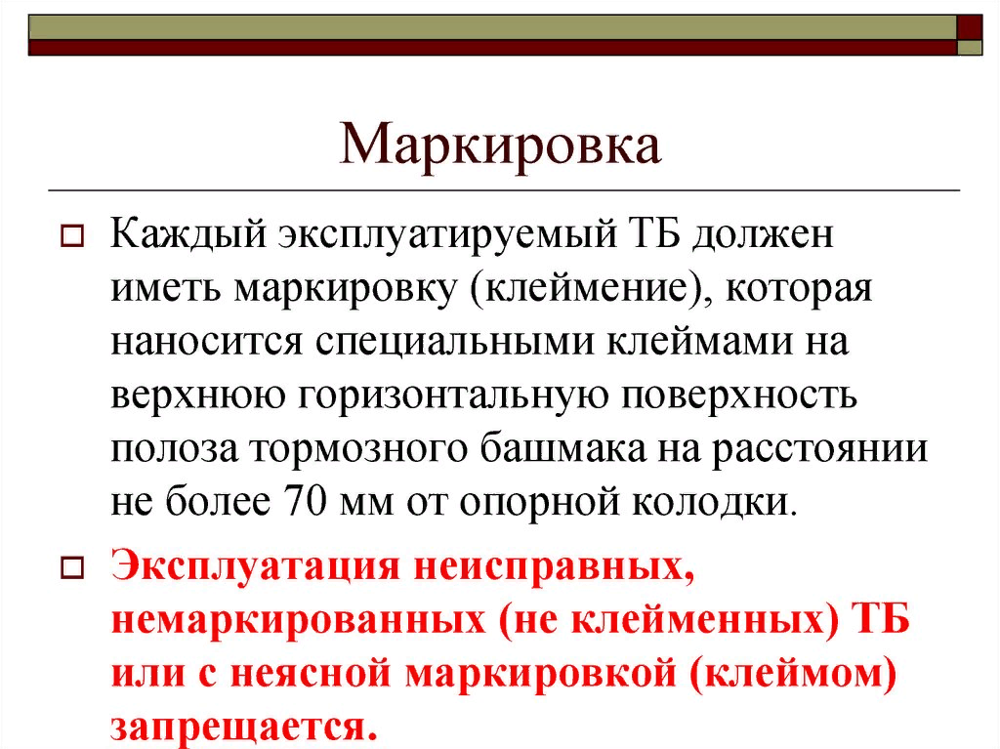 Маркировка
Каждый эксплуатируемый ТБ должен
иметь маркировку (клеймение), которая
наносится специальными клеймами на
верхнюю горизонтальную поверхность
полоза тормозного башмака на расстоянии
не более 70 мм от опорной колодки.
Эксплуатация неисправных,
немаркированных (не клейменных) ТБ
или с неясной маркировкой (клеймом)
запрещается.